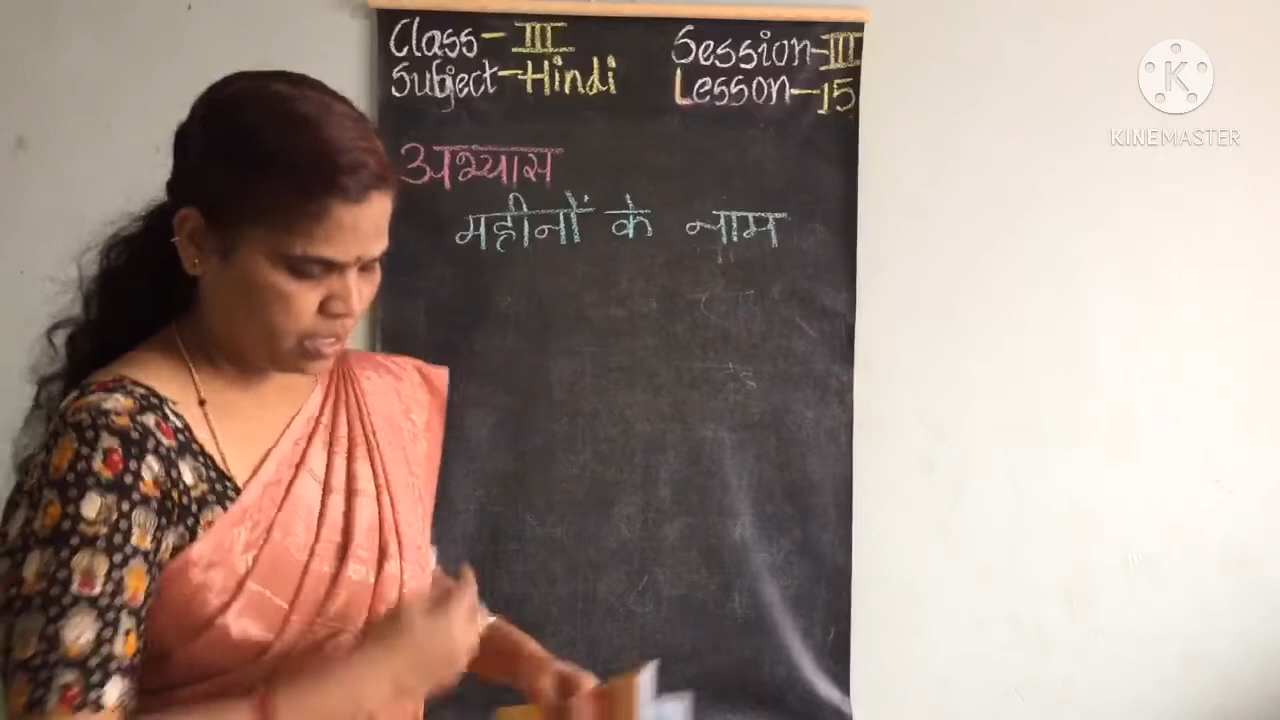 Class-III
Session-III
Subject-Hindi
Lesson-15
अभ्यास
महीनों के नाम
K
KINEMASTER